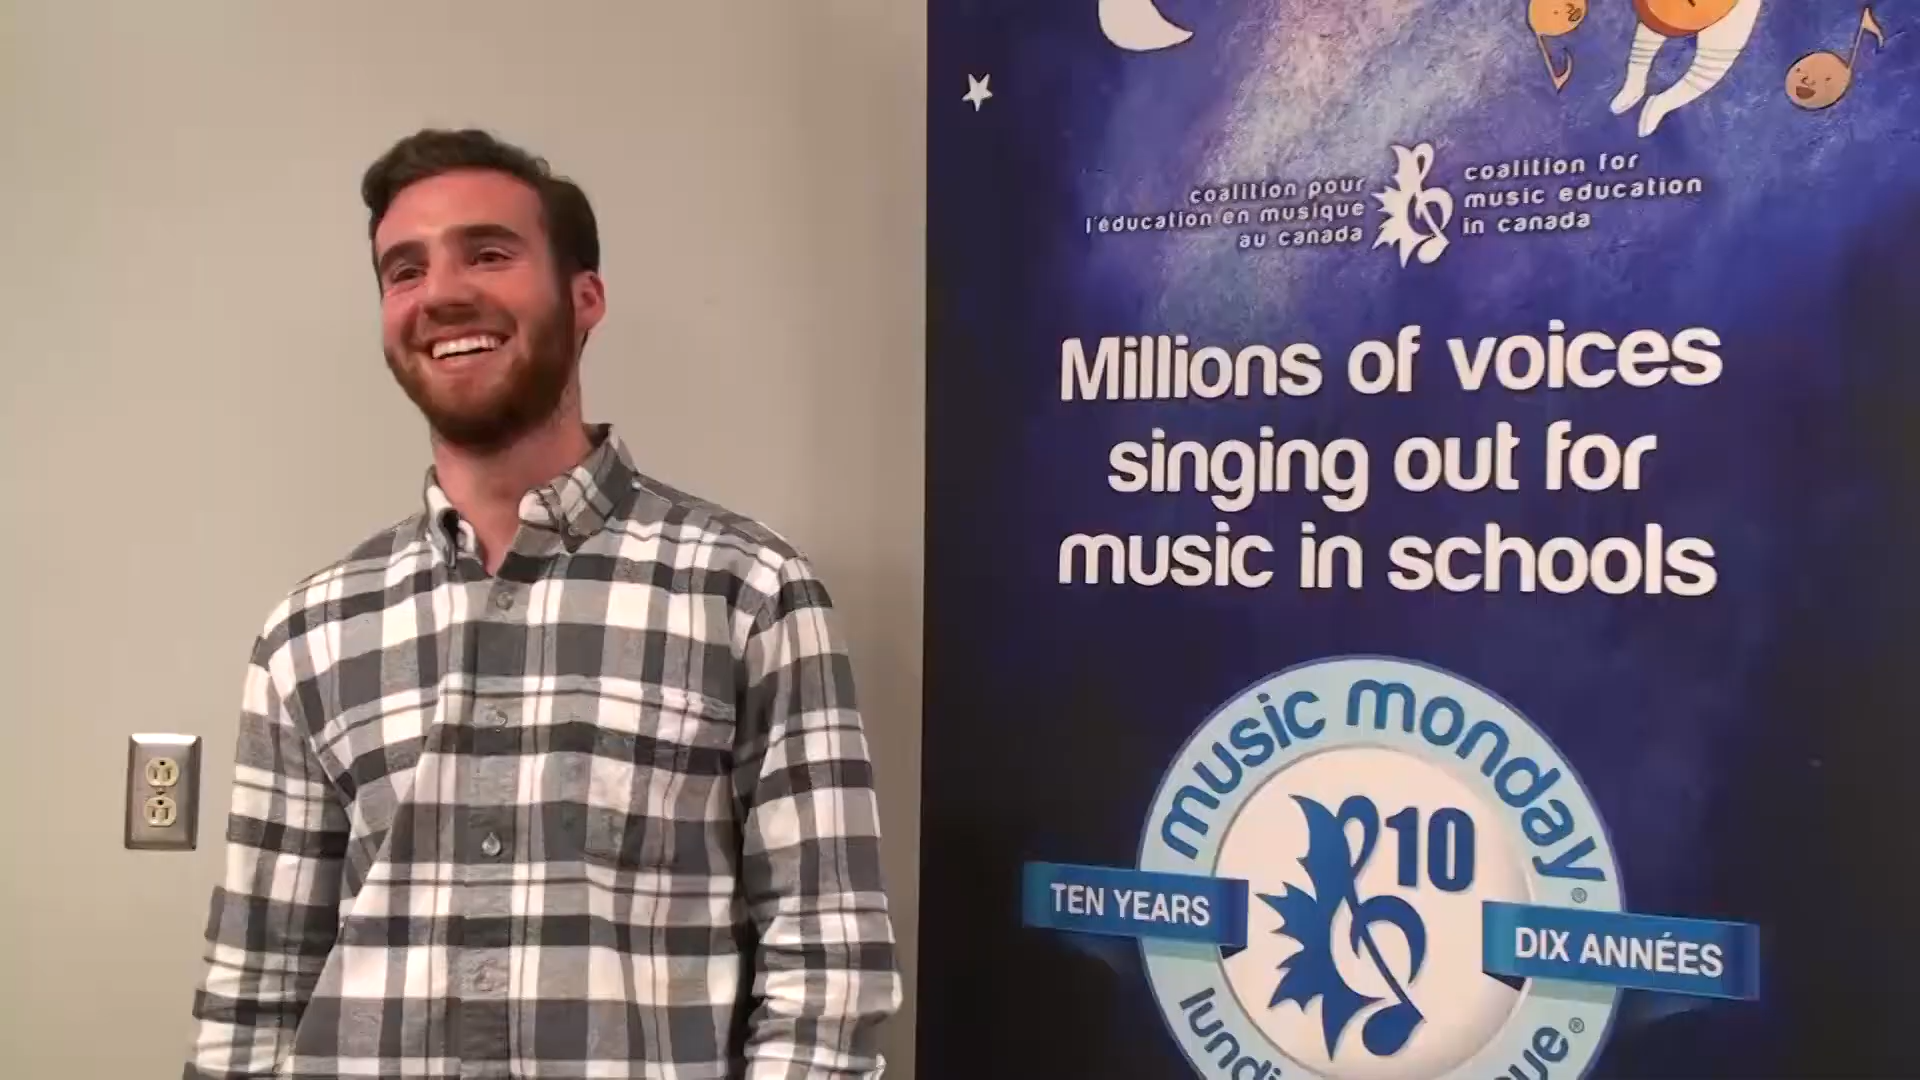 coalition pour
l'éducation en musique
au canada
coalition for
music education
in canada
Millions of voices
singing out for
music in schools
music monday®
10
TEN YEARS
DIX ANNÉES